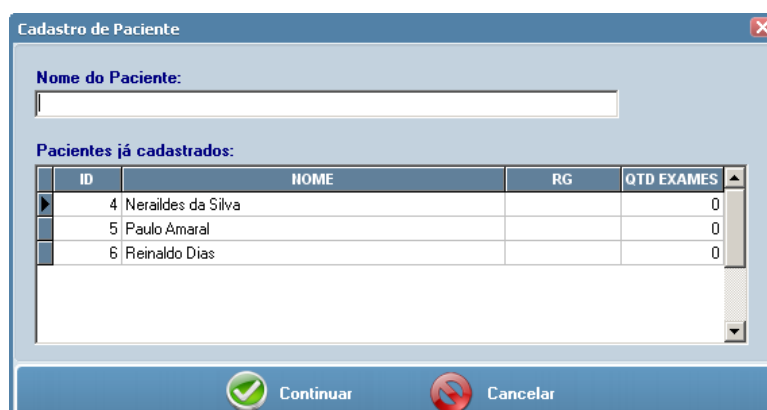 Cadastro de Paciente
Nome do Paciente:
Pacientes já cadastrados:
ID NOME RG QTD EXAMES
4 Neraildes da Silva 0
5 Paulo Amaral 0
6 Reinaldo Dias 0
Continuar Cancelar